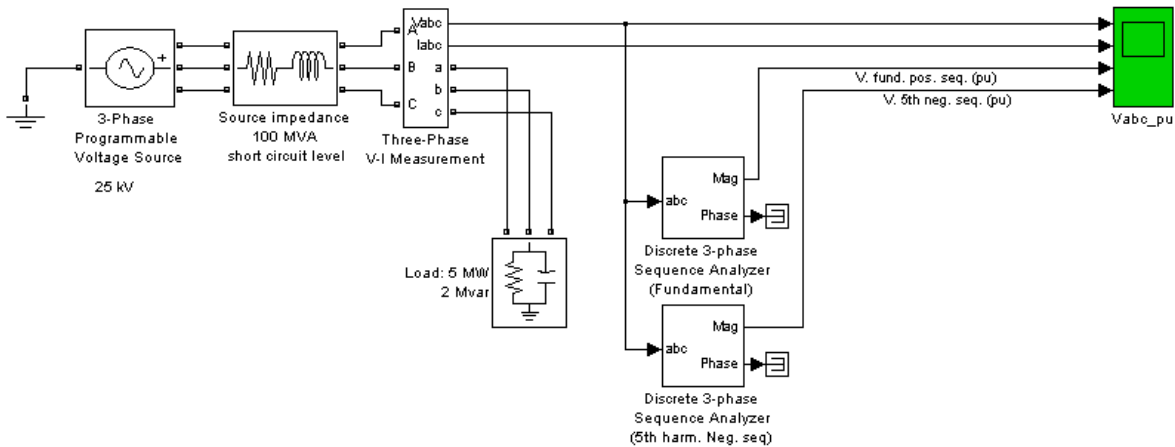 Vabc
Iabc
A
B
C
a
b
c
3-Phase
Programmable
Voltage Source
25 kV
Source impedance
100 MVA
short circuit level
Three-Phase
V-I Measurement
V. fund. pos. seq. (pu)
V. 5th neg. seq. (pu)
Vabc_pu
Load: 5 MW
2 Mvar
abc
Mag
Phase
Discrete 3-phase
Sequence Analyzer
(Fundamental)
abc
Mag
Phase
Discrete 3-phase
Sequence Analyzer
(5th harm. Neg. seq)